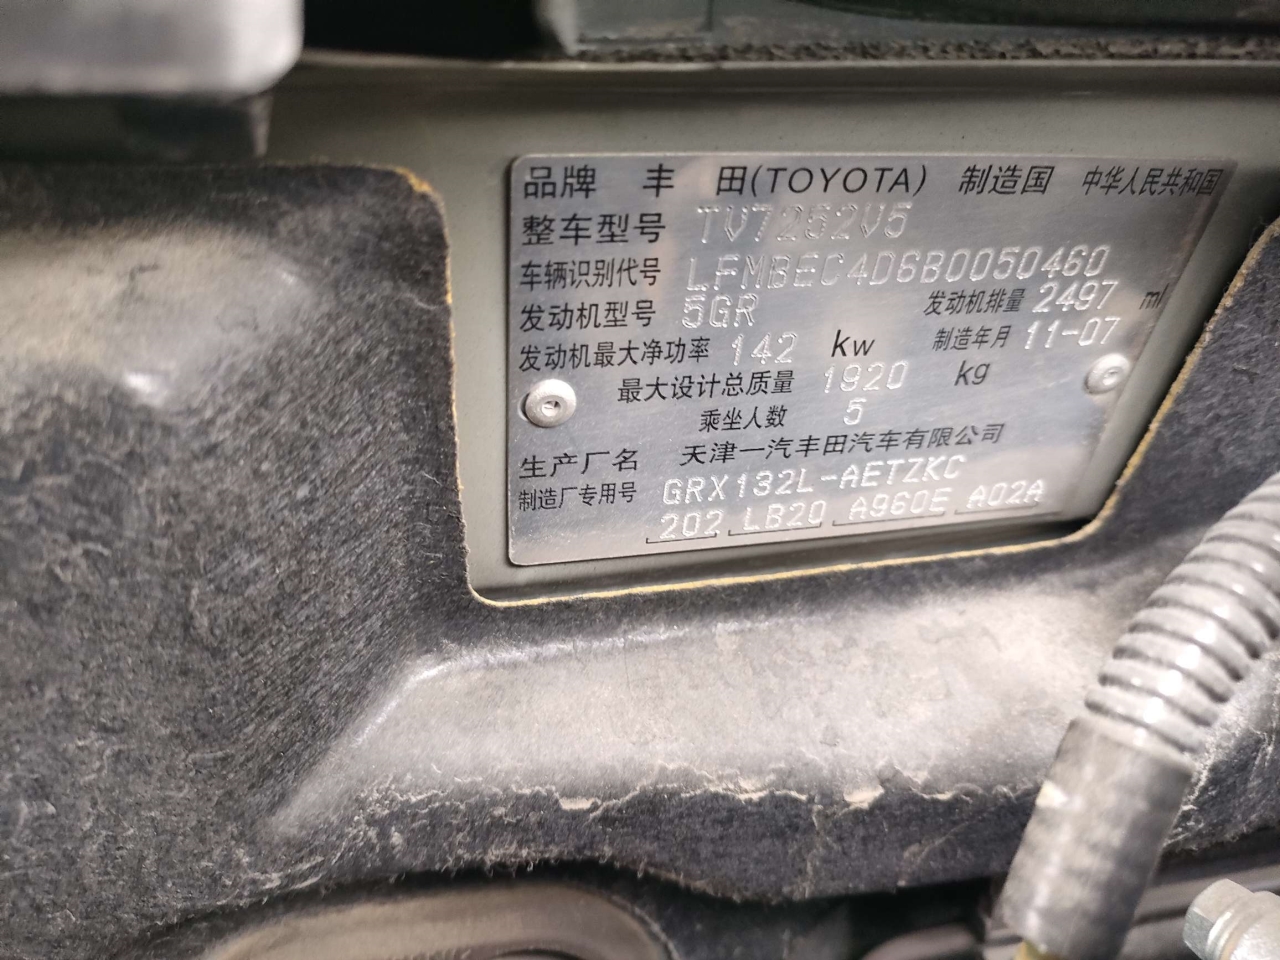 品牌 丰 田(TOYOTA) 制造国 中华人民共和国
整车型号 TV7252V5
车辆识别代号 LFMBEC4D6B0050460
发动机型号 5GR 发动机排量 2497 ml
发动机最大净功率 142 kw 制造年月 11-07
最大设计总质量 1920 kg
乘坐人数 5
生产厂名 天津一汽丰田汽车有限公司
制造厂专用号 GRX132L-AETZKC
202 LB20 A960E A02A